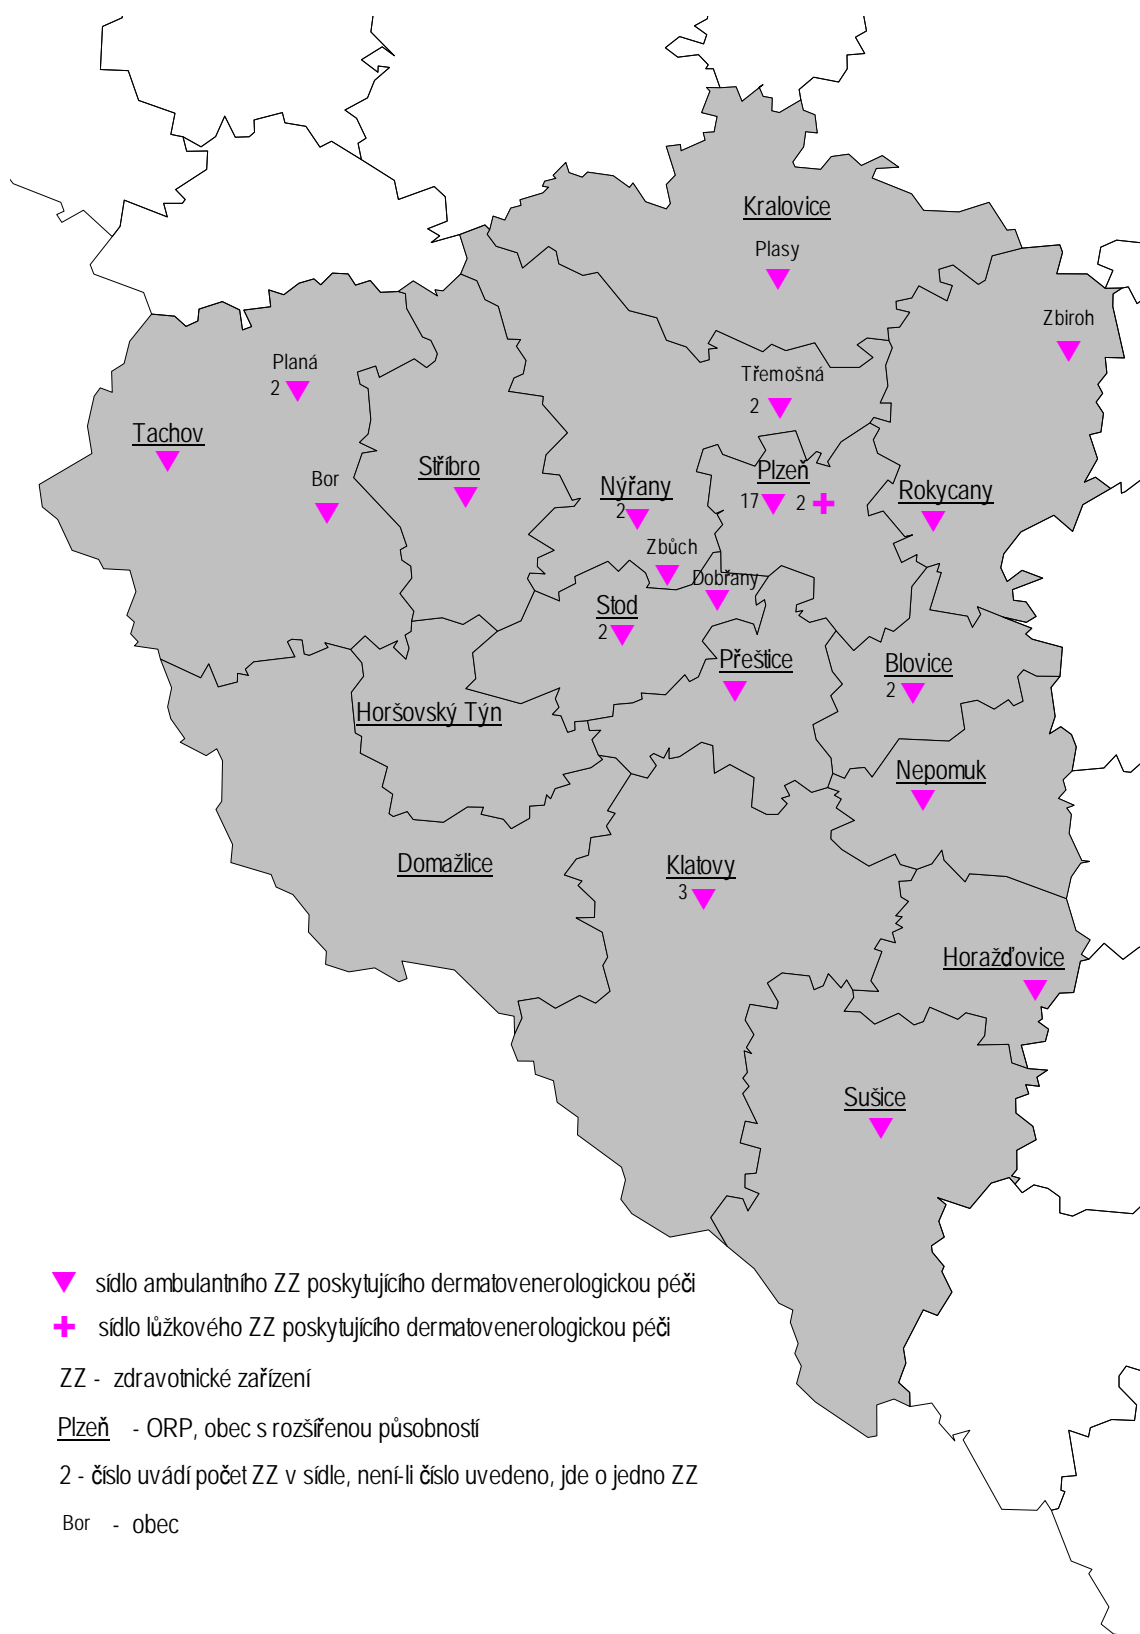 Kralovice
Plasy
Zbiroh
Planá
2
Třemošná
2
Tachov
Bor
Stříbro
Nýřany
2
Plzeň
17 2
Rokycany
Zbůch
Dobřany
Stod
2
Přeštice
Blovice
2
Horšovský Týn
Nepomuk
Domažlice
Klatovy
3
Horažďovice
Sušice
sídlo ambulantního ZZ poskytujícího dermatovenerologickou péči
sídlo lůžkového ZZ poskytujícího dermatovenerologickou péči
ZZ - zdravotnické zařízení
Plzeň - ORP, obec s rozšířenou působností
2 - číslo uvádí počet ZZ v sídle, není-li číslo uvedeno, jde o jedno ZZ
Bor - obec